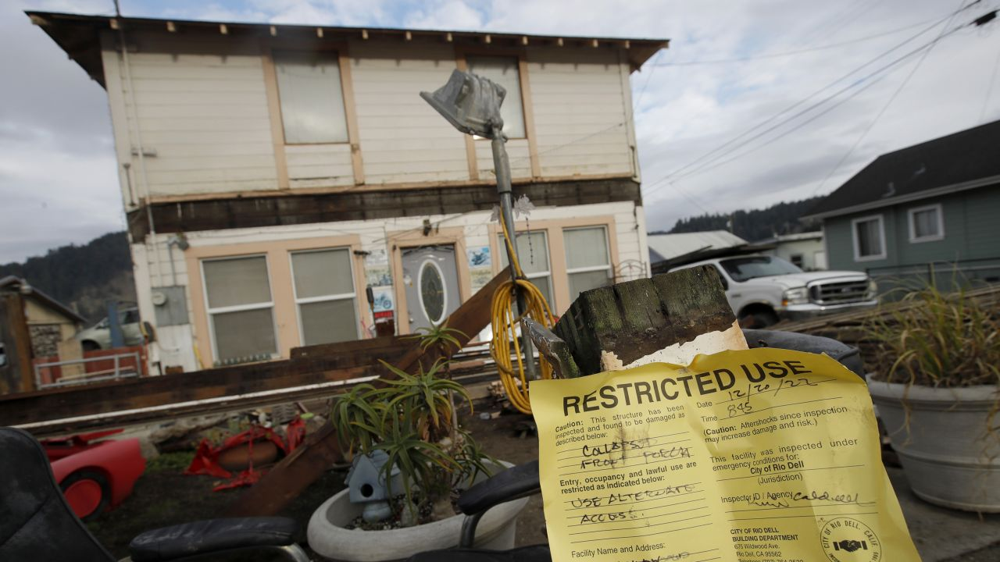 RESTRICTED USE
Caution: This structure has been
inspected and found to be damaged as
described below:
COLLAPSED
FRONT PORCH
Entry, occupancy and lawful use are
restricted as indicated below:
USE ALTERNATE
ACCESS.
Facility Name and Address:
Date 12/20/22
Time 845
(Caution: Aftershocks since inspection
may increase damage and risk.)
This facility was inspected under
emergency conditions for:
City of Rio Dell
(Jurisdiction)
Inspector ID / Agency Caldwell
CITY OF RIO DELL
BUILDING DEPARTMENT
675 Wildwood Ave.
Rio Dell, CA 95562
CITY OF RIO DELL, CALIF.